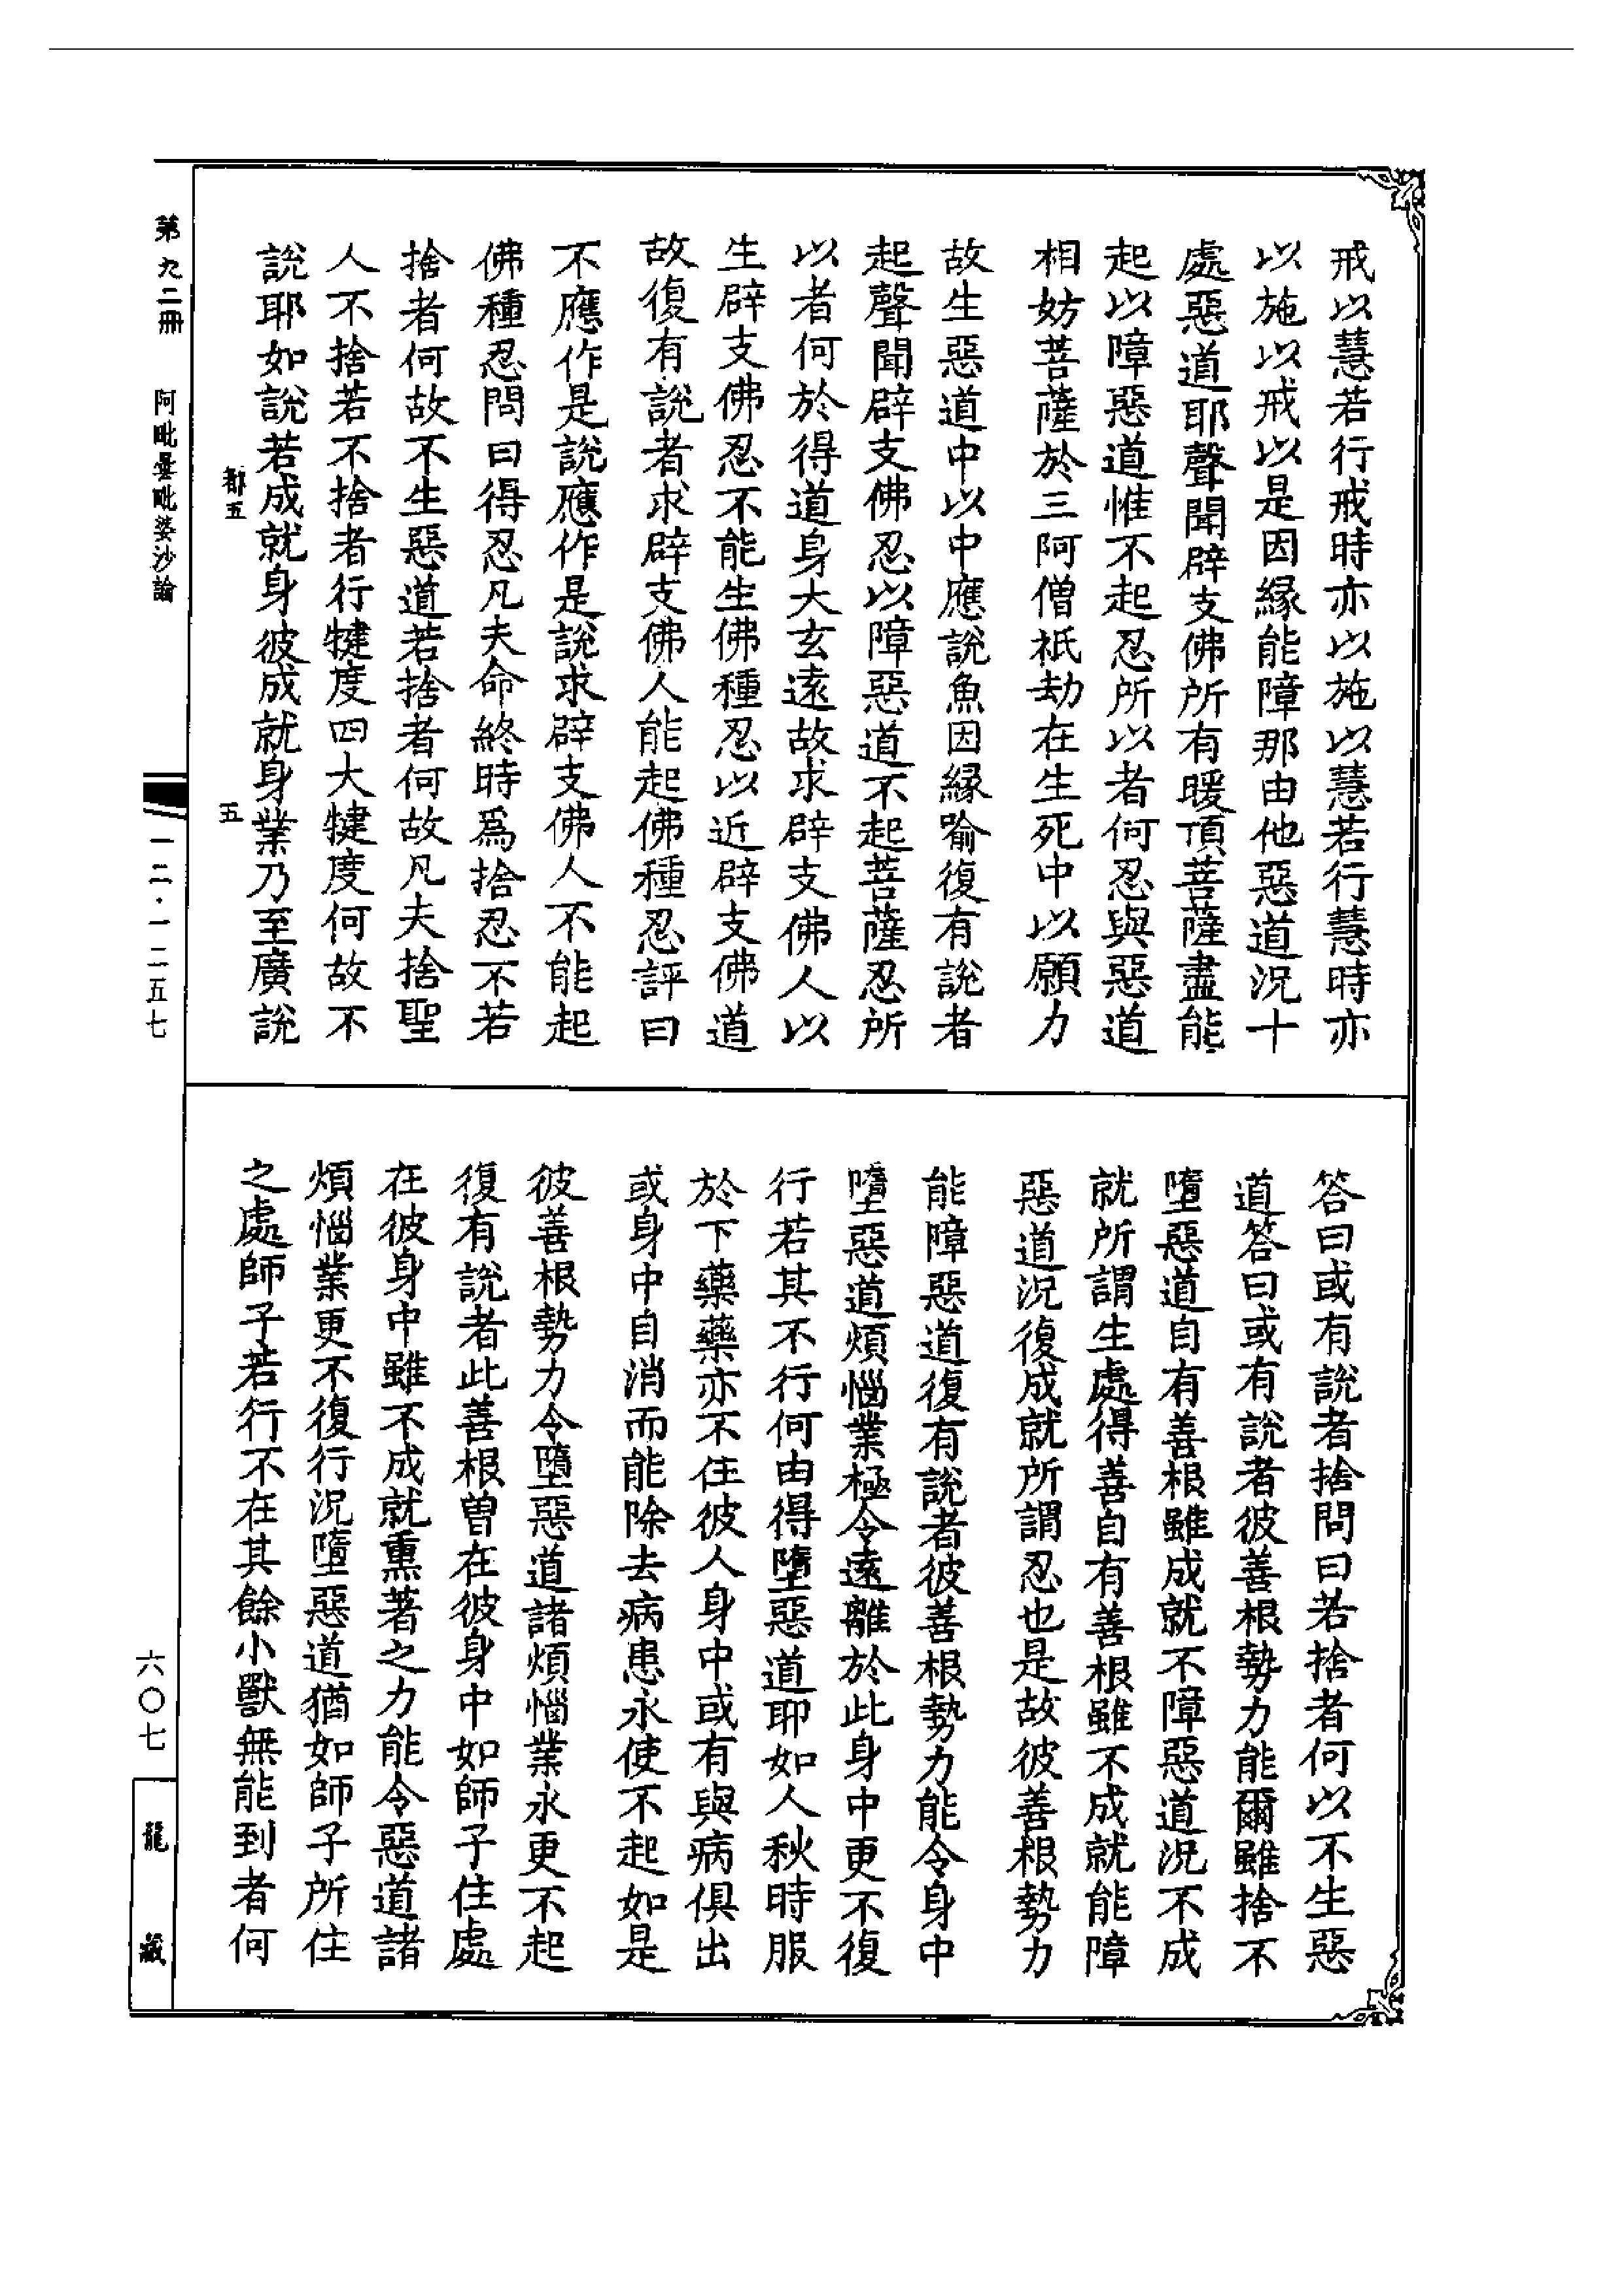 戒以慧若行戒時亦以施以慧若行慧時亦
以施以戒以是因縁能障那由他惡道況十
處惡道耶聲聞辟支佛所有暖頂菩薩盡能
起以障惡道惟不起忍所以者何忍與惡道
相妨菩薩於三阿僧祇劫在生死中以願力
故生惡道中以中應說魚因縁喻復有說者
起聲聞辟支佛忍以障惡道不起菩薩忍所
以者何於得道身大玄遠故求辟支佛人以
生辟支佛忍不能生佛種忍以近辟支佛道
故復有說者求辟支佛人能起佛種忍評曰
不應作是說應作是說求辟支佛人不能起
佛種忍問曰得忍凡夫命終時爲捨忍不若
捨者何故不生惡道若捨者何故凡夫捨聖
人不捨若不捨者行犍度四大犍度何故不
說耶如說若成就身彼成就身業乃至廣說
都五
五
答曰或有說者捨問曰若捨者何以不生惡
道答曰或有說者彼善根勢力能爾雖捨不
墮惡道自有善根雖成就不障惡道況不成
就所謂生處得善自有善根雖不成就能障
惡道況復成就所謂忍也是故彼善根勢力
能障惡道復有說者彼善根勢力能令身中
墮惡道煩惱業極令遠離於此身中更不復
行若其不行何由得墮惡道耶如人秋時服
於下藥藥亦不住彼人身中或有與病俱出
或身中自消而能除去病患永使不起如是
彼善根勢力令墮惡道諸煩惱業永更不起
復有說者此善根曽在彼身中如師子住處
在彼身中雖不成就熏著之力能令惡道諸
煩惱業更不復行況墮惡道猶如師子所住
之處師子若行不在其餘小獸無能到者何
第九二冊
阿毗曇毗婆沙論
一二·一二五七
六〇七
龍藏